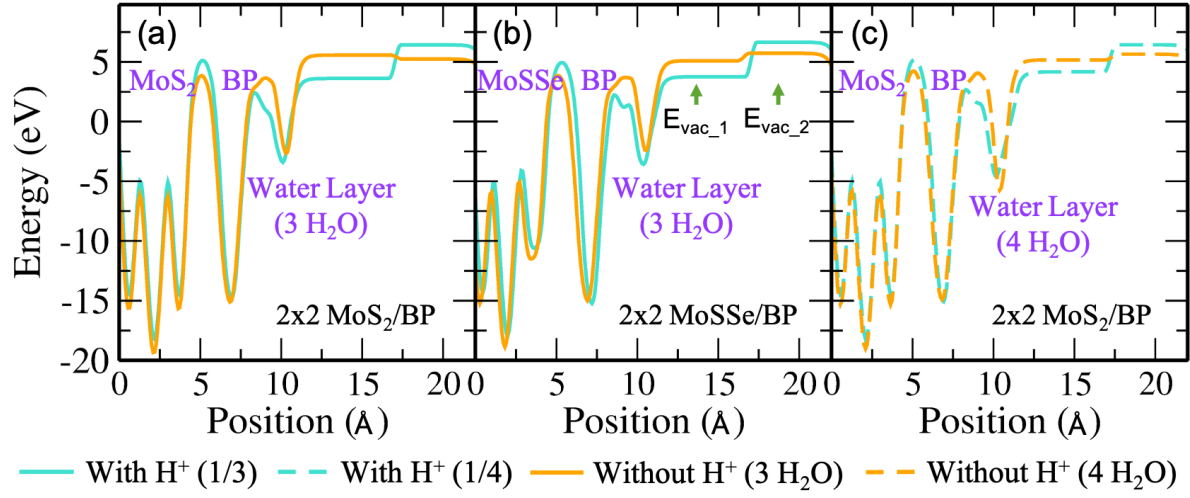 (a) (b) (c)
MoS₂ BP MoSSe BP MoS₂ BP
E_vac_1 E_vac_2
Water Layer
(3 H₂O)
Water Layer
(3 H₂O)
Water Layer
(4 H₂O)
2x2 MoS₂/BP 2x2 MoSSe/BP 2x2 MoS₂/BP
Energy (eV)
5
0
-5
-10
-15
-20
0 5 10 15 20 0 5 10 15 20 0 5 10 15 20
Position (Å) Position (Å) Position (Å)
With H⁺ (1/3) With H⁺ (1/4) Without H⁺ (3 H₂O) Without H⁺ (4 H₂O)